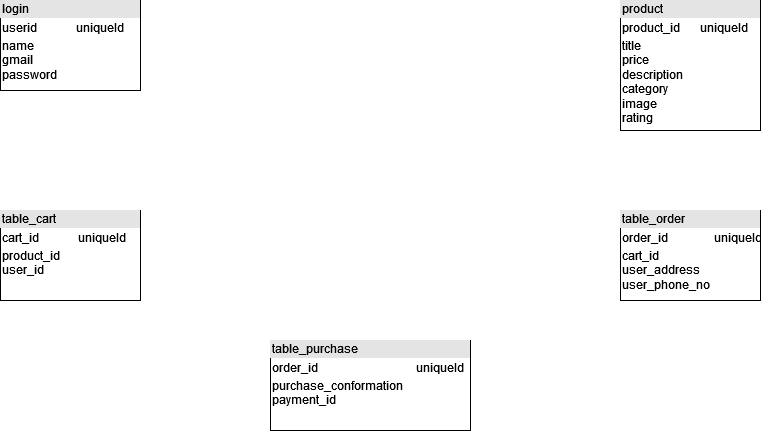 login
userid uniqueId
name
gmail
password
product
product_id uniqueId
title
price
description
category
image
rating
table_cart
cart_id uniqueId
product_id
user_id
table_order
order_id uniqueId
cart_id
user_address
user_phone_no
table_purchase
order_id uniqueId
purchase_conformation
payment_id